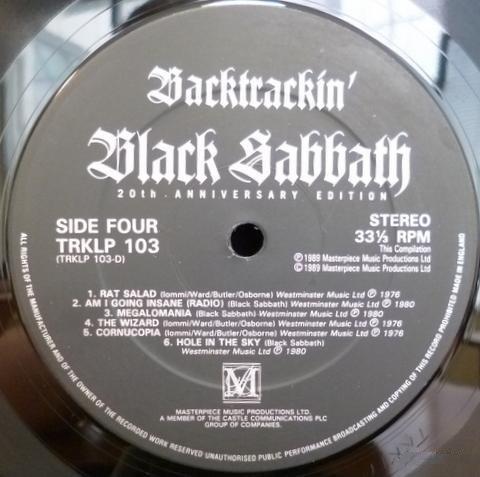 Backtrackin'
Black Sabbath
20th ANNIVERSARY EDITION
SIDE FOUR
TRKLP 103
(TRKLP 103-D)
STEREO
33⅓ RPM
This Compilation
Ⓟ 1989 Masterpiece Music Productions Ltd
© 1989 Masterpiece Music Productions Ltd
1. RAT SALAD (Iommi/Ward/Butler/Osborne) Westminster Music Ltd Ⓟ 1976
2. AM I GOING INSANE (RADIO) (Black Sabbath) Westminster Music Ltd Ⓟ 1980
3. MEGALOMANIA (Black Sabbath) Westminster Music Ltd Ⓟ 1980
4. THE WIZARD (Iommi/Ward/Butler/Osborne) Westminster Music Ltd Ⓟ 1976
5. CORNUCOPIA (Iommi/Ward/Butler/Osborne) Westminster Music Ltd Ⓟ 1976
6. HOLE IN THE SKY (Black Sabbath)
Westminster Music Ltd Ⓟ 1980
M
MASTERPIECE MUSIC PRODUCTIONS LTD.
A MEMBER OF THE CASTLE COMMUNICATIONS PLC
GROUP OF COMPANIES.
ALL RIGHTS OF THE MANUFACTURER AND OF THE OWNER OF THE RECORDED WORK RESERVED UNAUTHORISED PUBLIC PERFORMANCE BROADCASTING AND COPYING OF THIS RECORD PROHIBITED MADE IN ENGLAND